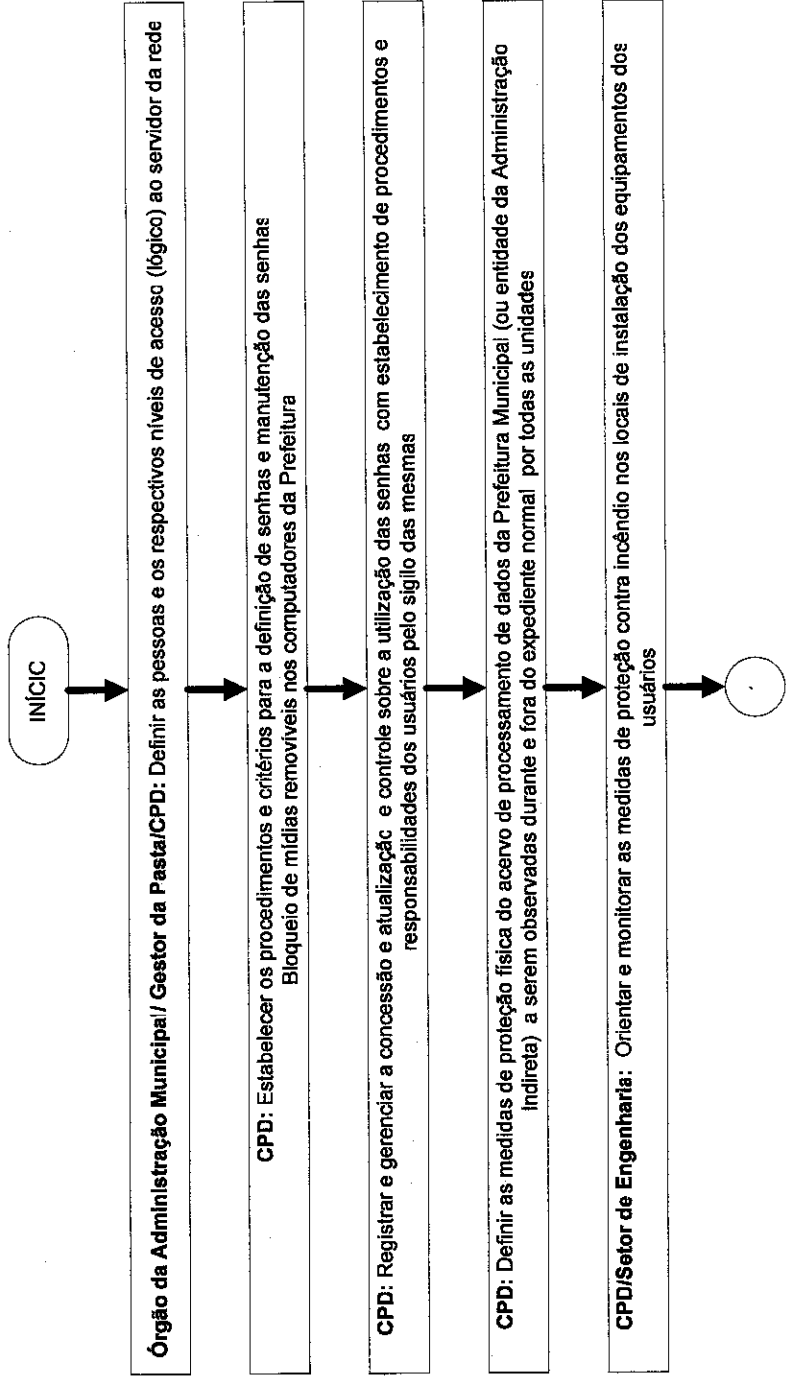 INÍCIC
Órgão da Administração Municipal/ Gestor da Pasta/CPD: Definir as pessoas e os respectivos níveis de acesso (lógico) ao servidor da rede
CPD: Estabelecer os procedimentos e critérios para a definição de senhas e manutenção das senhas
Bloqueio de mídias removíveis nos computadores da Prefeitura
CPD: Registrar e gerenciar a concessão e atualização e controle sobre a utilização das senhas com estabelecimento de procedimentos e
responsabilidades dos usuários pelo sigilo das mesmas
CPD: Definir as medidas de proteção física do acervo de processamento de dados da Prefeitura Municipal (ou entidade da Administração
Indireta) a serem observadas durante e fora do expediente normal por todas as unidades
CPD/Setor de Engenharia: Orientar e monitorar as medidas de proteção contra incêndio nos locais de instalação dos equipamentos dos
usuários